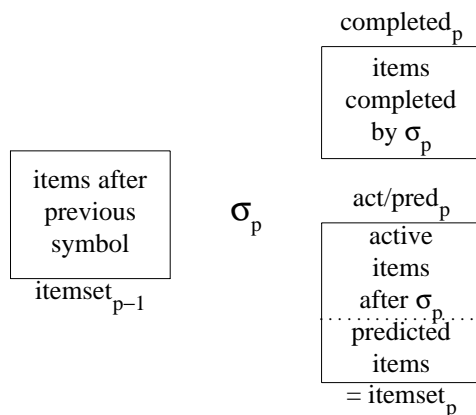 completed_p
items
completed
by σ_p
items after
previous
symbol
itemset_{p−1}
σ_p
act/pred_p
active
items
after σ_p
predicted
items
= itemset_p